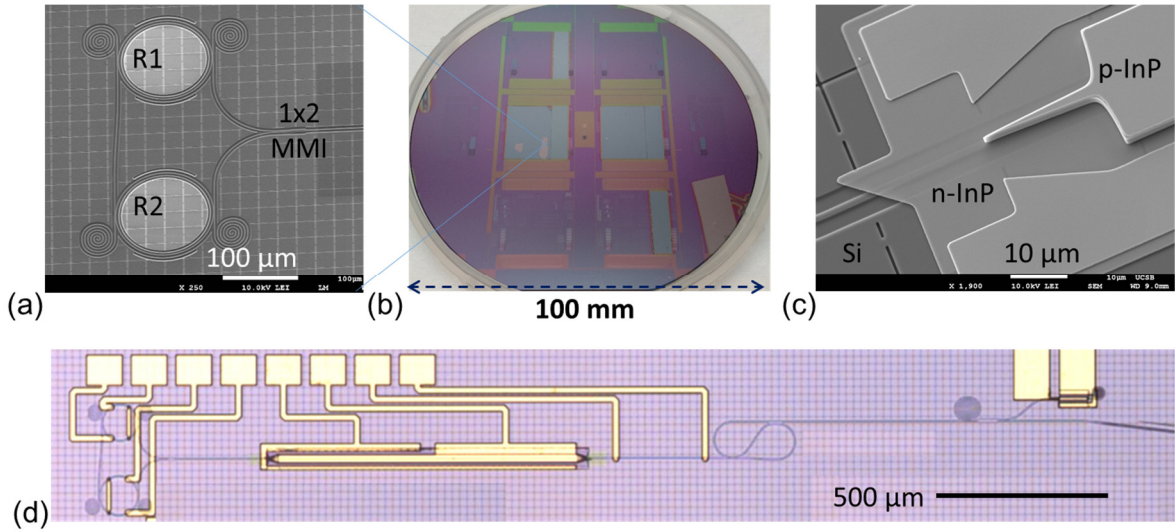 R1
1x2
MMI
R2
100 μm
100μm
X 250 10.0kV LEI LM
(a)
(b)
100 mm
p-InP
n-InP
Si
10 μm
10μm UCSB
X 1,900 10.0kV LEI SEM WD 9.0mm
(c)
500 μm
(d)